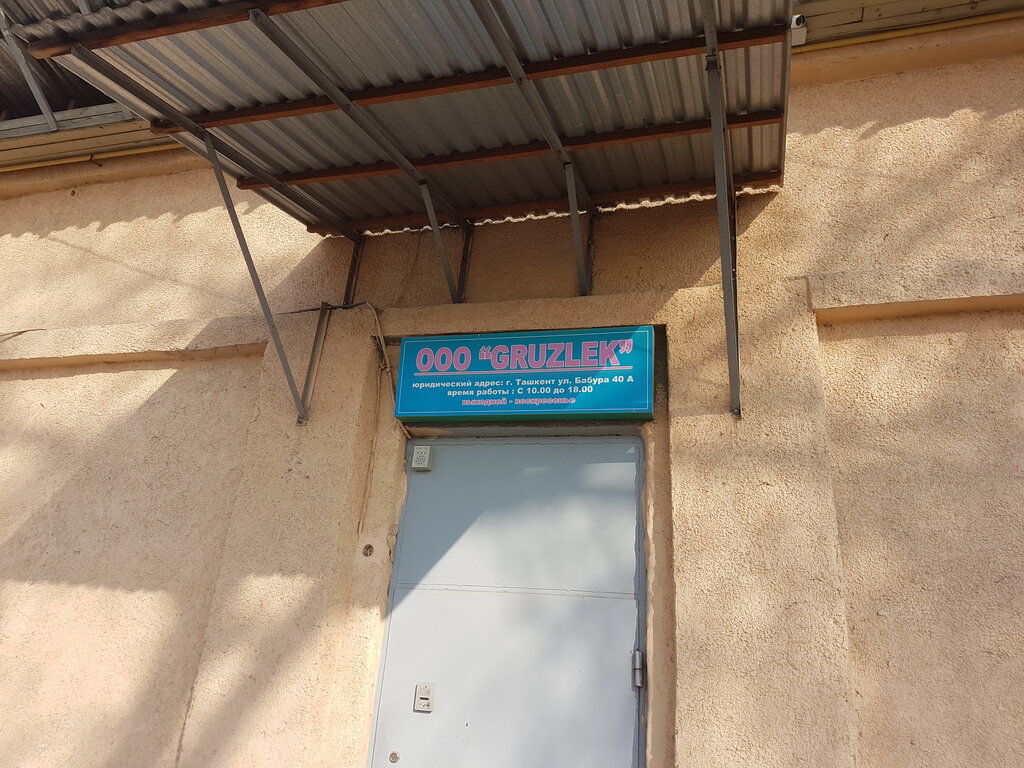 ООО “GRUZLEK”
юридический адрес: г. Ташкент ул. Бабура 40 А
время работы : С 10.00 до 18.00
выходной - воскресенье